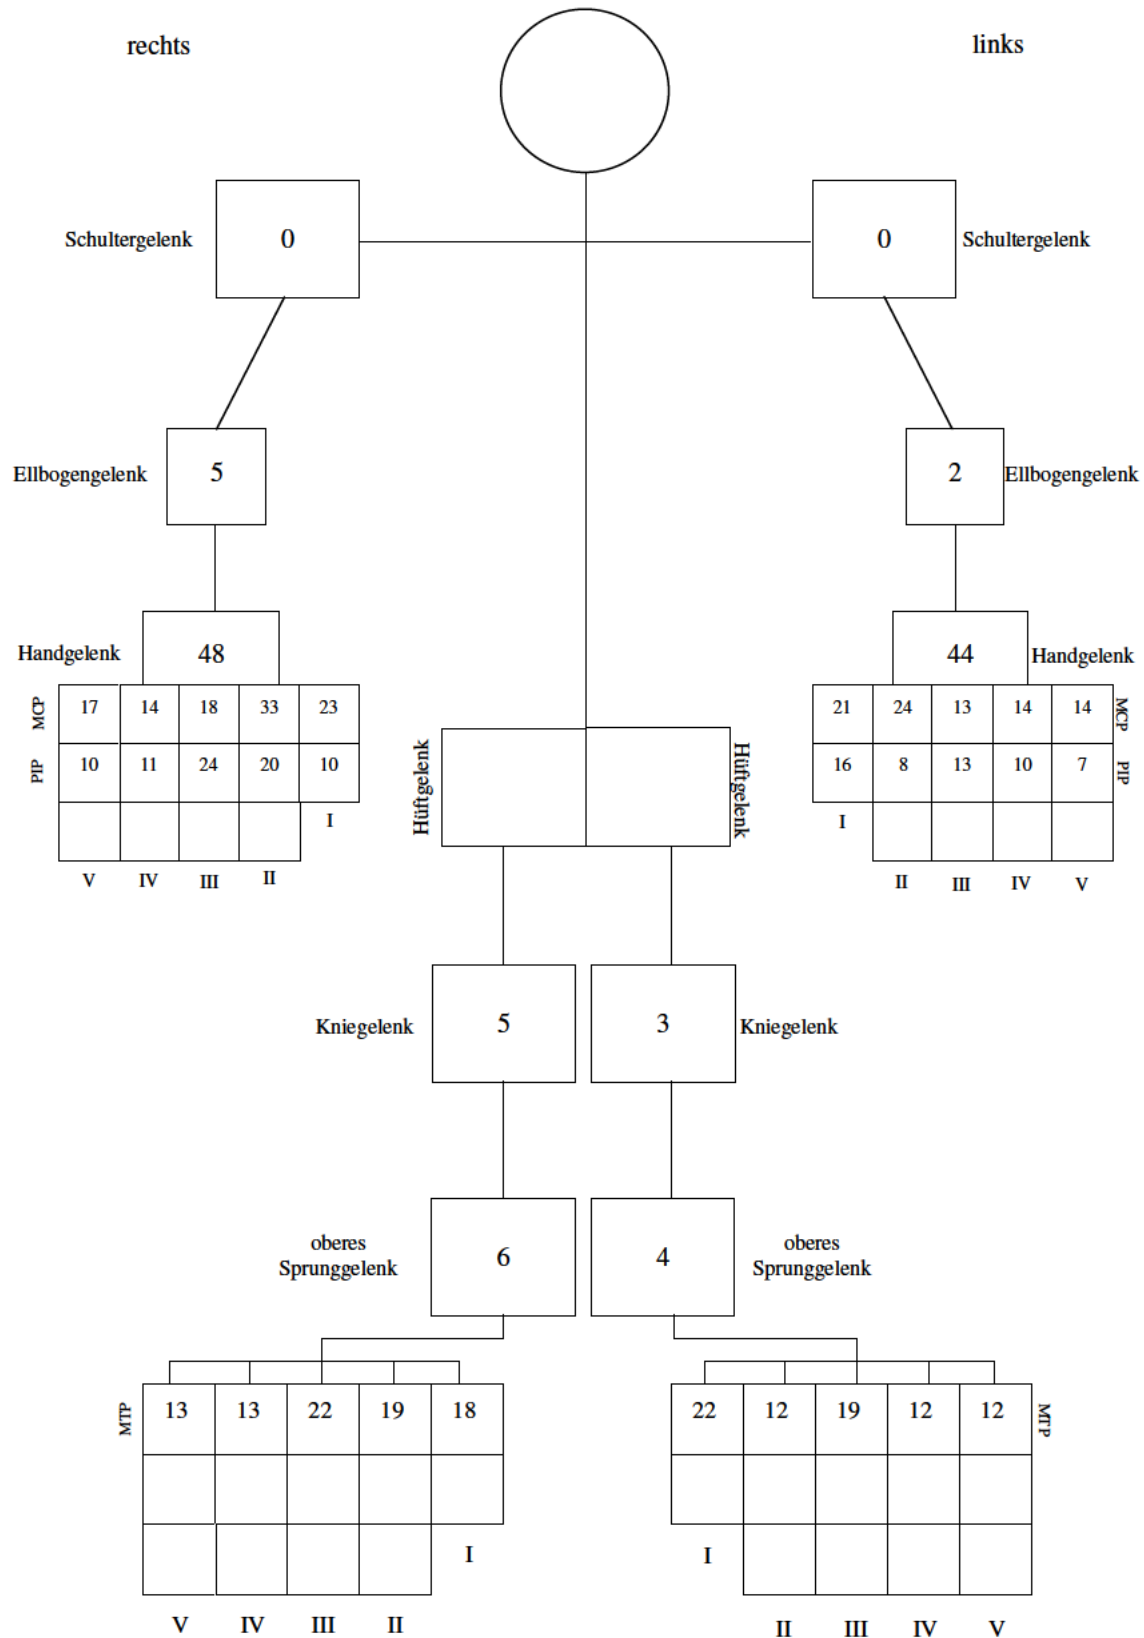 rechts links
Schultergelenk 0 0 Schultergelenk
Ellbogengelenk 5 2 Ellbogengelenk
Handgelenk 48 44 Handgelenk
MCP 17 14 18 33 23 21 24 13 14 14 MCP
PIP 10 11 24 20 10 16 8 13 10 7 PIP
I I
V IV III II II III IV V
Hüftgelenk Hüftgelenk
Kniegelenk 5 3 Kniegelenk
oberes oberes
Sprunggelenk 6 4 Sprunggelenk
MTP 13 13 22 19 18 22 12 19 12 12 MTP
I I
V IV III II II III IV V